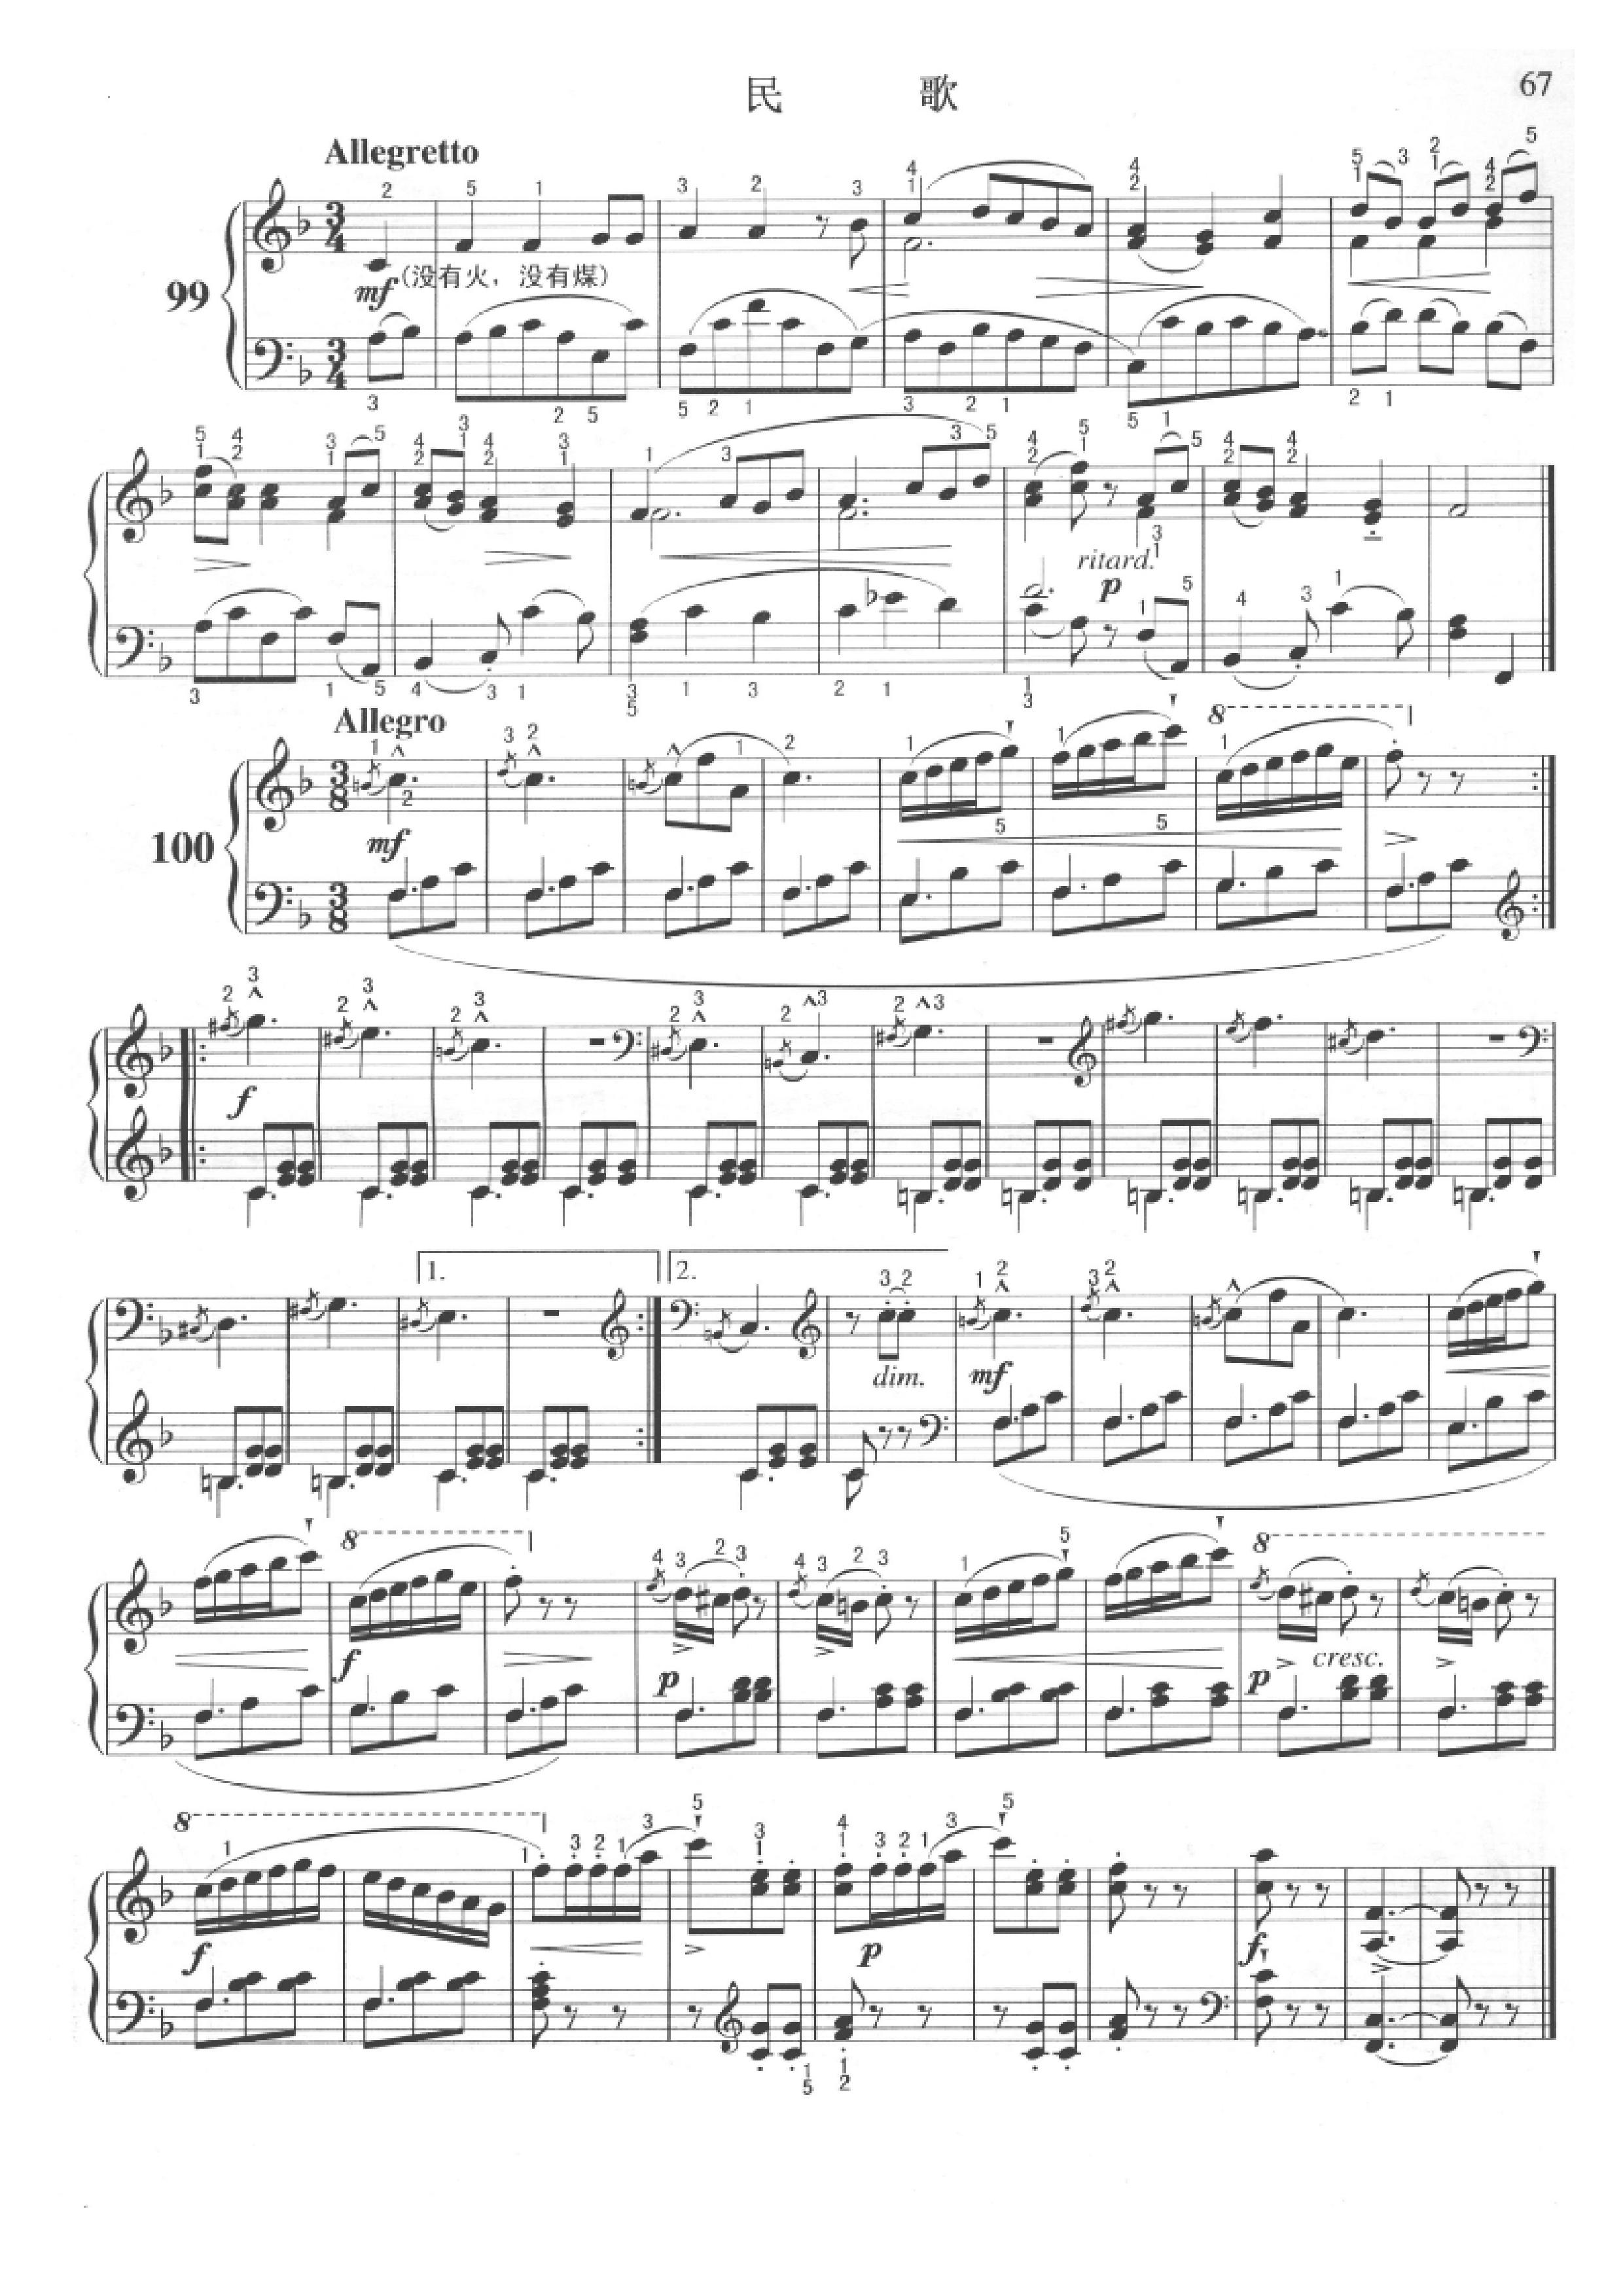 民 歌
67
Allegretto
99
mf
(没有火，没有煤)
ritard.
p
Allegro
100
mf
8
f
1.
2.
dim.
mf
8
f
p
8
p
cresc.
8
f
p
f